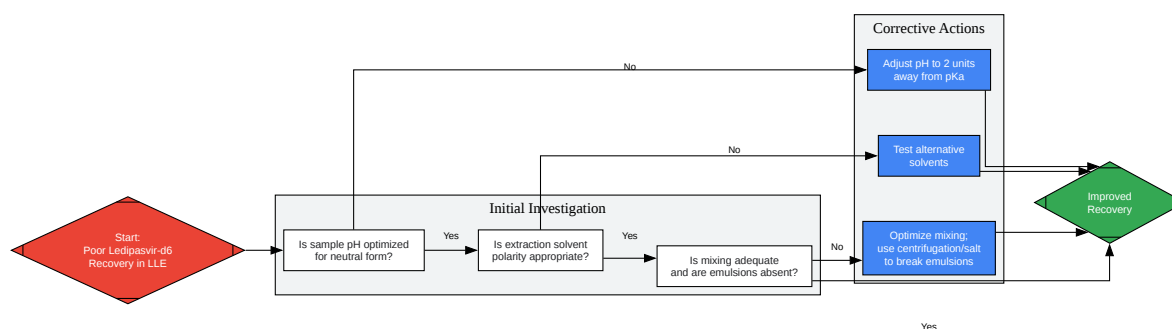 Corrective Actions
No
Adjust pH to 2 units
away from pKa
No
Test alternative
solvents
Start:
Poor Ledipasvir-d6
Recovery in LLE
Initial Investigation
Is sample pH optimized
for neutral form?
Yes
Is extraction solvent
polarity appropriate?
Yes
Is mixing adequate
and are emulsions absent?
No
Optimize mixing;
use centrifugation/salt
to break emulsions
Improved
Recovery
Yes